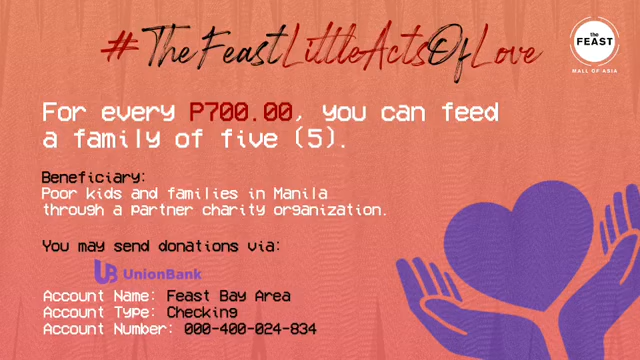 #TheFeastLittleActsOfLove
the
FEAST
MALL OF ASIA
For every P700.00, you can feed
a family of five (5).
Beneficiary:
Poor kids and families in Manila
through a partner charity organization.
You may send donations via:
UB UnionBank
Account Name: Feast Bay Area
Account Type: Checking
Account Number: 000-400-024-834